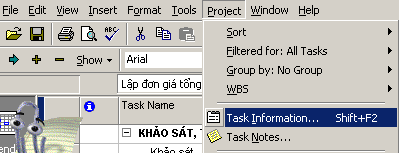 File Edit View Insert Format Tools Project Window Help
Sort
Show Arial Filtered for: All Tasks
Lập đơn giá tổng Group by: No Group
Task Name WBS
KHẢO SÁT, Task Information... Shift+F2
Khảo sát Task Notes...